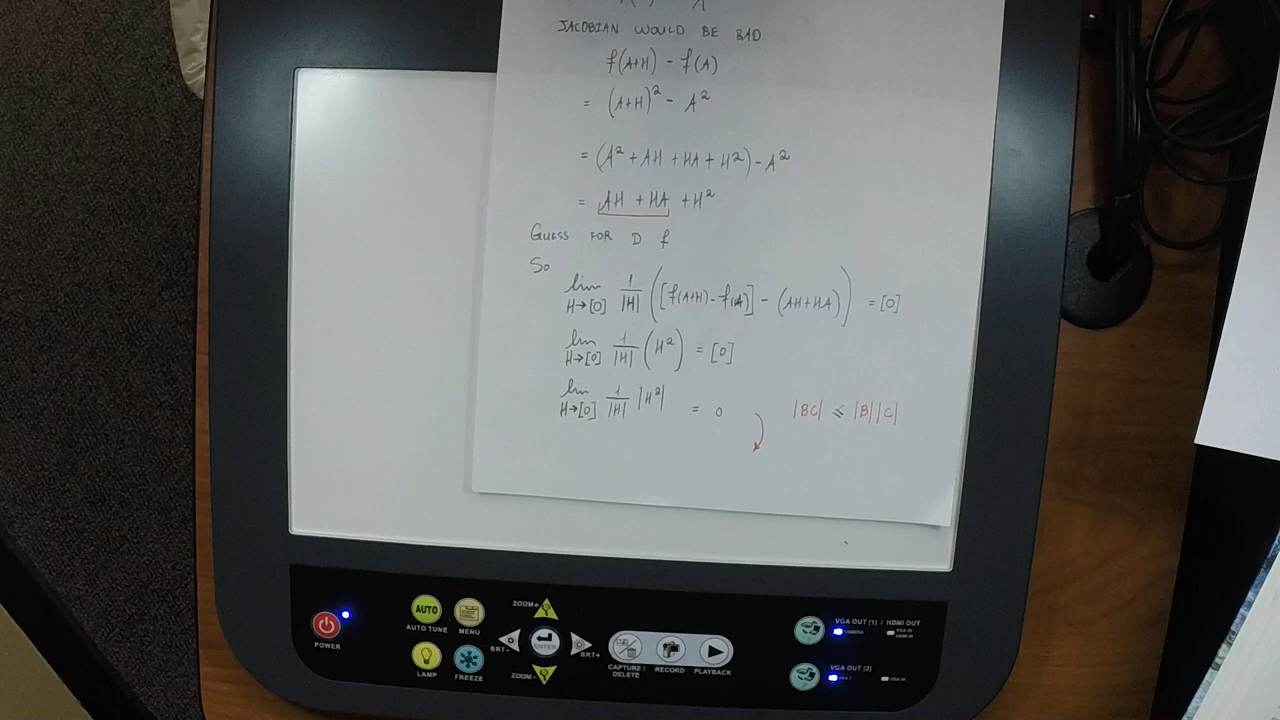 JACOBIAN WOULD BE BAD
f(A+H) - f(A)
= (A+H)² - A²
= (A² + AH + HA + H²) - A²
= AH + HA + H²
GUESS FOR D f
So
lim H→[0] 1/|H| ([f(A+H) - f(A)] - (AH+HA)) = [0]
lim H→[0] 1/|H| (H²) = [0]
lim H→[0] 1/|H| |H²| = 0
|BC| ≤ |B||C|
POWER
AUTO
AUTO TUNE
MENU
LAMP
FREEZE
ZOOM+
BRT-
ENTER
BRT+
ZOOM-
CAPTURE / DELETE
RECORD
PLAYBACK
VGA OUT (1) / HDMI OUT
VGA OUT (2)